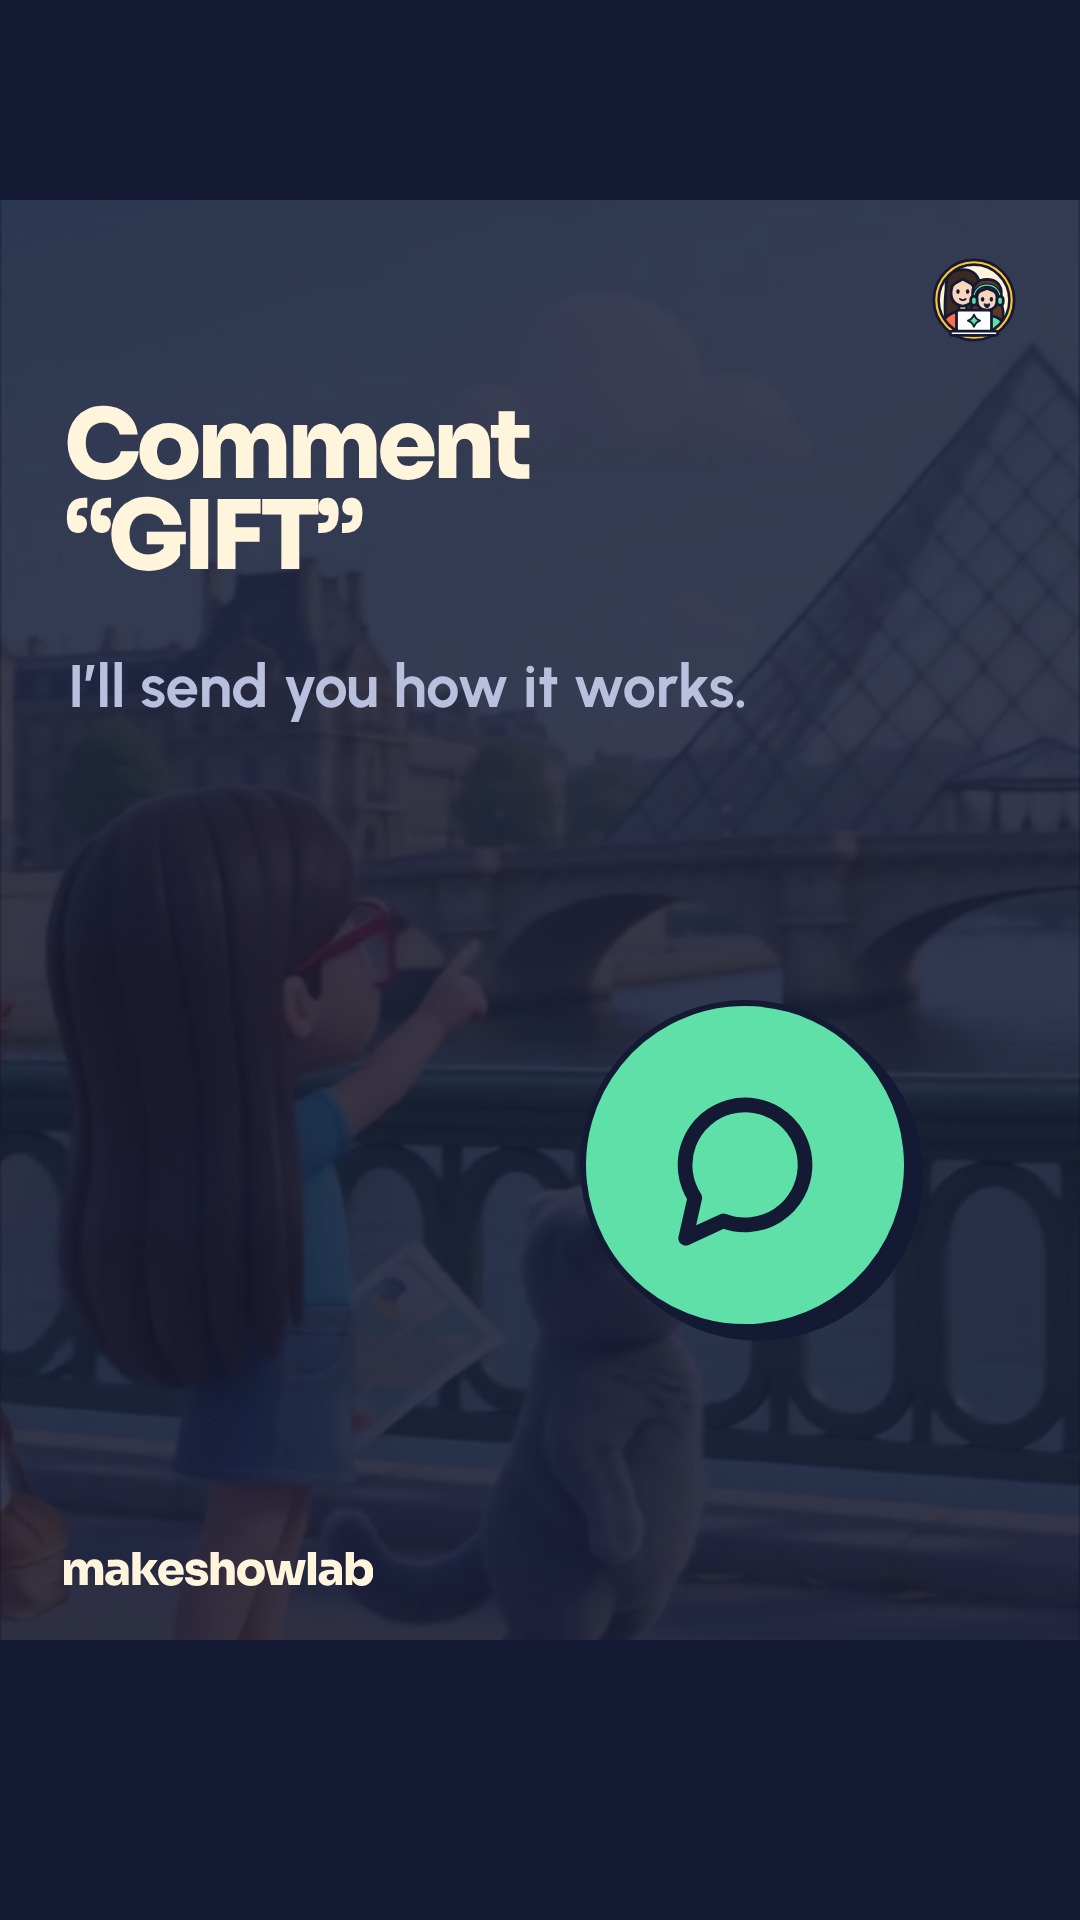 Comment
“GIFT”
I’ll send you how it works.
makeshowlab